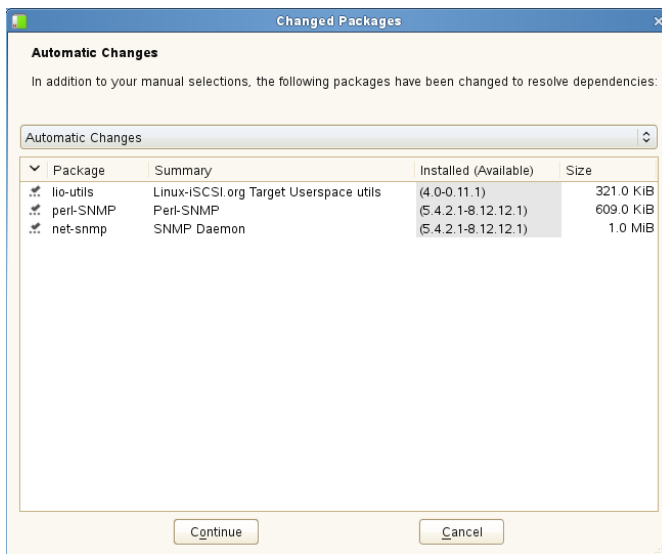 Changed Packages
Automatic Changes
In addition to your manual selections, the following packages have been changed to resolve dependencies:
Automatic Changes
Package Summary Installed (Available) Size
lio-utils Linux-iSCSI.org Target Userspace utils (4.0-0.11.1) 321.0 KiB
perl-SNMP Perl-SNMP (5.4.2.1-8.12.12.1) 609.0 KiB
net-snmp SNMP Daemon (5.4.2.1-8.12.12.1) 1.0 MiB
Continue Cancel